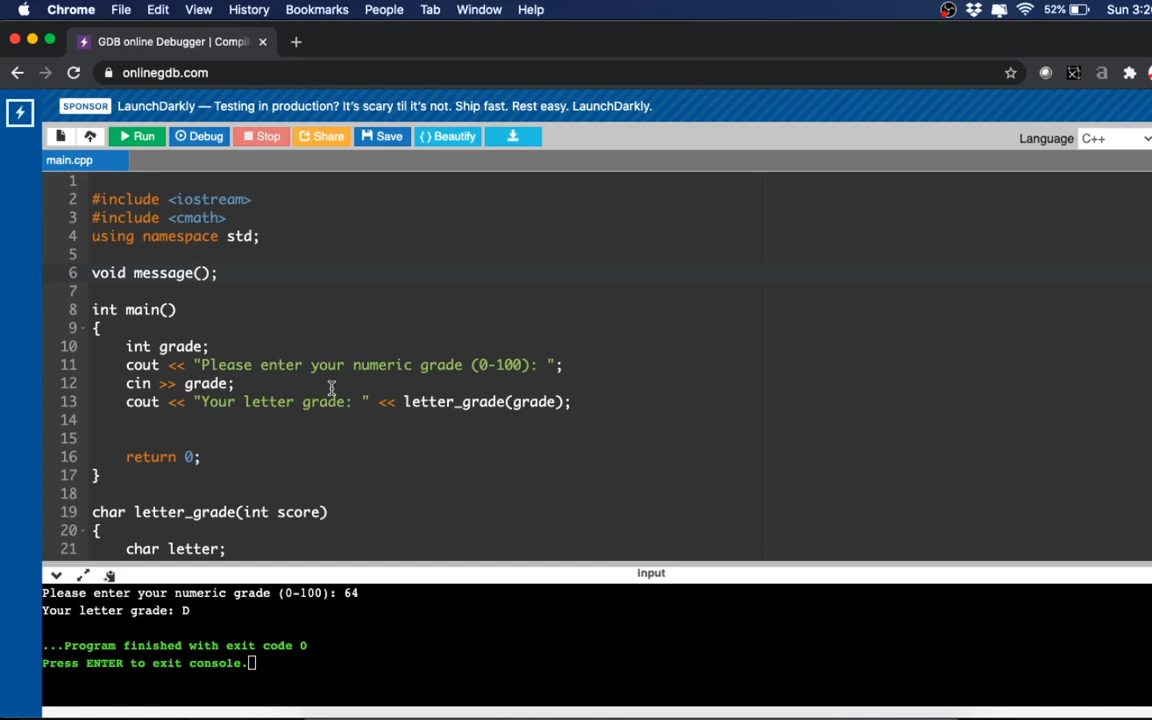 Chrome File Edit View History Bookmarks People Tab Window Help 52% Sun 3:2
GDB online Debugger | Compil
onlinegdb.com
SPONSOR LaunchDarkly — Testing in production? It's scary til it's not. Ship fast. Rest easy. LaunchDarkly.
Run Debug Stop Share Save { } Beautify Language C++
main.cpp
1
2 #include <iostream>
3 #include <cmath>
4 using namespace std;
5
6 void message();
7
8 int main()
9 {
10 int grade;
11 cout << "Please enter your numeric grade (0-100): ";
12 cin >> grade;
13 cout << "Your letter grade: " << letter_grade(grade);
14
15
16 return 0;
17 }
18
19 char letter_grade(int score)
20 {
21 char letter;
input
Please enter your numeric grade (0-100): 64
Your letter grade: D
...Program finished with exit code 0
Press ENTER to exit console.